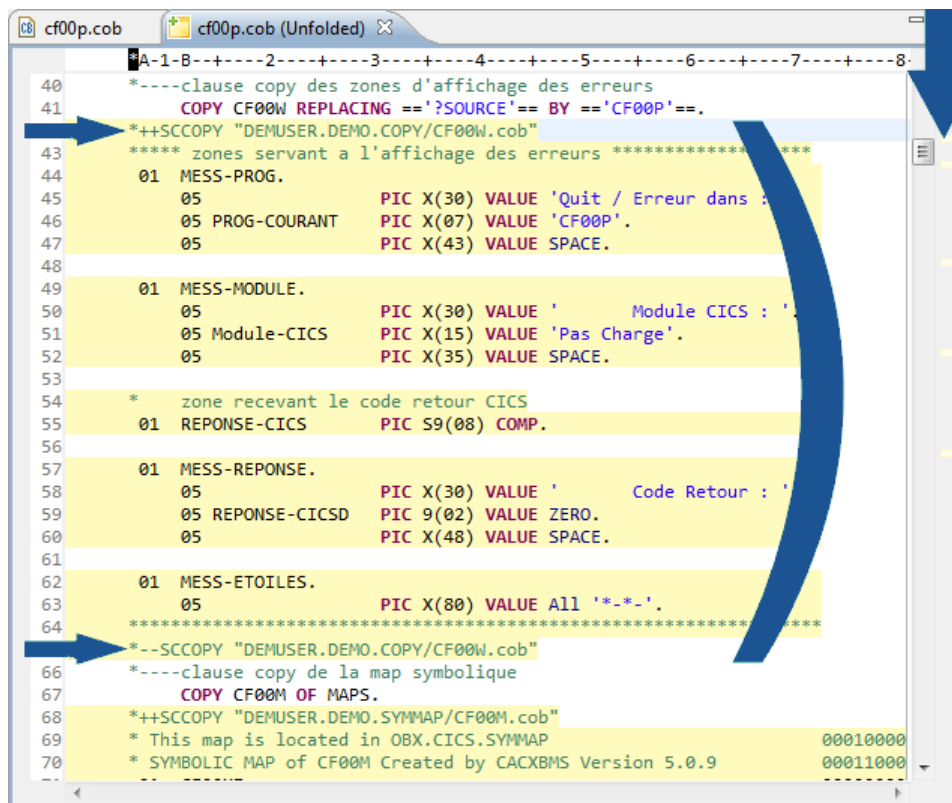 cf00p.cob
cf00p.cob (Unfolded)
*A-1-B--+----2----+----3----+----4----+----5----+----6----+----7----+----8-
40 *----clause copy des zones d'affichage des erreurs
41 COPY CF00W REPLACING =='?SOURCE'== BY =='CF00P'==.
*++SCCOPY "DEMUSER.DEMO.COPY/CF00W.cob"
43 ***** zones servant a l'affichage des erreurs *******************
44 01 MESS-PROG.
45 05 PIC X(30) VALUE 'Quit / Erreur dans :
46 05 PROG-COURANT PIC X(07) VALUE 'CF00P'.
47 05 PIC X(43) VALUE SPACE.
48
49 01 MESS-MODULE.
50 05 PIC X(30) VALUE ' Module CICS : '.
51 05 Module-CICS PIC X(15) VALUE 'Pas Charge'.
52 05 PIC X(35) VALUE SPACE.
53
54 * zone recevant le code retour CICS
55 01 REPONSE-CICS PIC S9(08) COMP.
56
57 01 MESS-REPONSE.
58 05 PIC X(30) VALUE ' Code Retour : '
59 05 REPONSE-CICSD PIC 9(02) VALUE ZERO.
60 05 PIC X(48) VALUE SPACE.
61
62 01 MESS-ETOILES.
63 05 PIC X(80) VALUE All '*-*-'.
64 ******************************************************************
*--SCCOPY "DEMUSER.DEMO.COPY/CF00W.cob"
66 *----clause copy de la map symbolique
67 COPY CF00M OF MAPS.
68 *++SCCOPY "DEMUSER.DEMO.SYMMAP/CF00M.cob"
69 * This map is located in OBX.CICS.SYMMAP 00010000
70 * SYMBOLIC MAP of CF00M Created by CACXBMS Version 5.0.9 00011000